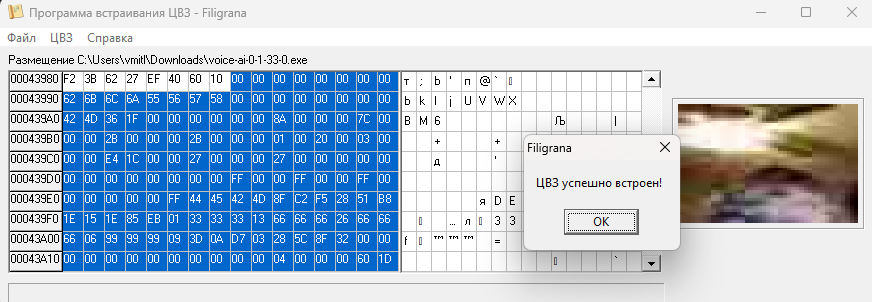 Программа встраивания ЦВЗ - Filigrana
Файл ЦВЗ Справка
Размещение C:\Users\vmitl\Downloads\voice-ai-0-1-33-0.exe
00043980 F2 3B 62 27 EF 40 60 10 00 00 00 00 00 00 00 00 т ; b ' п @ `
00043990 62 6B 6C 6A 55 56 57 58 00 00 00 00 00 00 00 00 b k l j U V W X
000439A0 42 4D 36 1F 00 00 00 00 00 00 8A 00 00 00 7C 00 B M 6 Љ |
000439B0 00 00 2B 00 00 00 2B 00 00 00 01 00 20 00 03 00 + +
000439C0 00 00 E4 1C 00 00 27 00 00 00 27 00 00 00 00 00 д '
000439D0 00 00 00 00 00 00 00 00 FF 00 00 FF 00 00 FF 00
000439E0 00 00 00 00 00 FF 44 45 42 4D 8F C2 F5 28 51 B8 я D E
000439F0 1E 15 1E 85 EB 01 33 33 33 13 66 66 66 26 66 66 … л 3 3
00043A00 66 06 99 99 99 09 3D 0A D7 03 28 5C 8F 32 00 00 f ™ ™ ™ =
00043A10 00 00 00 00 00 00 00 00 00 00 04 00 00 00 60 1D `
Filigrana
ЦВЗ успешно встроен!
OK